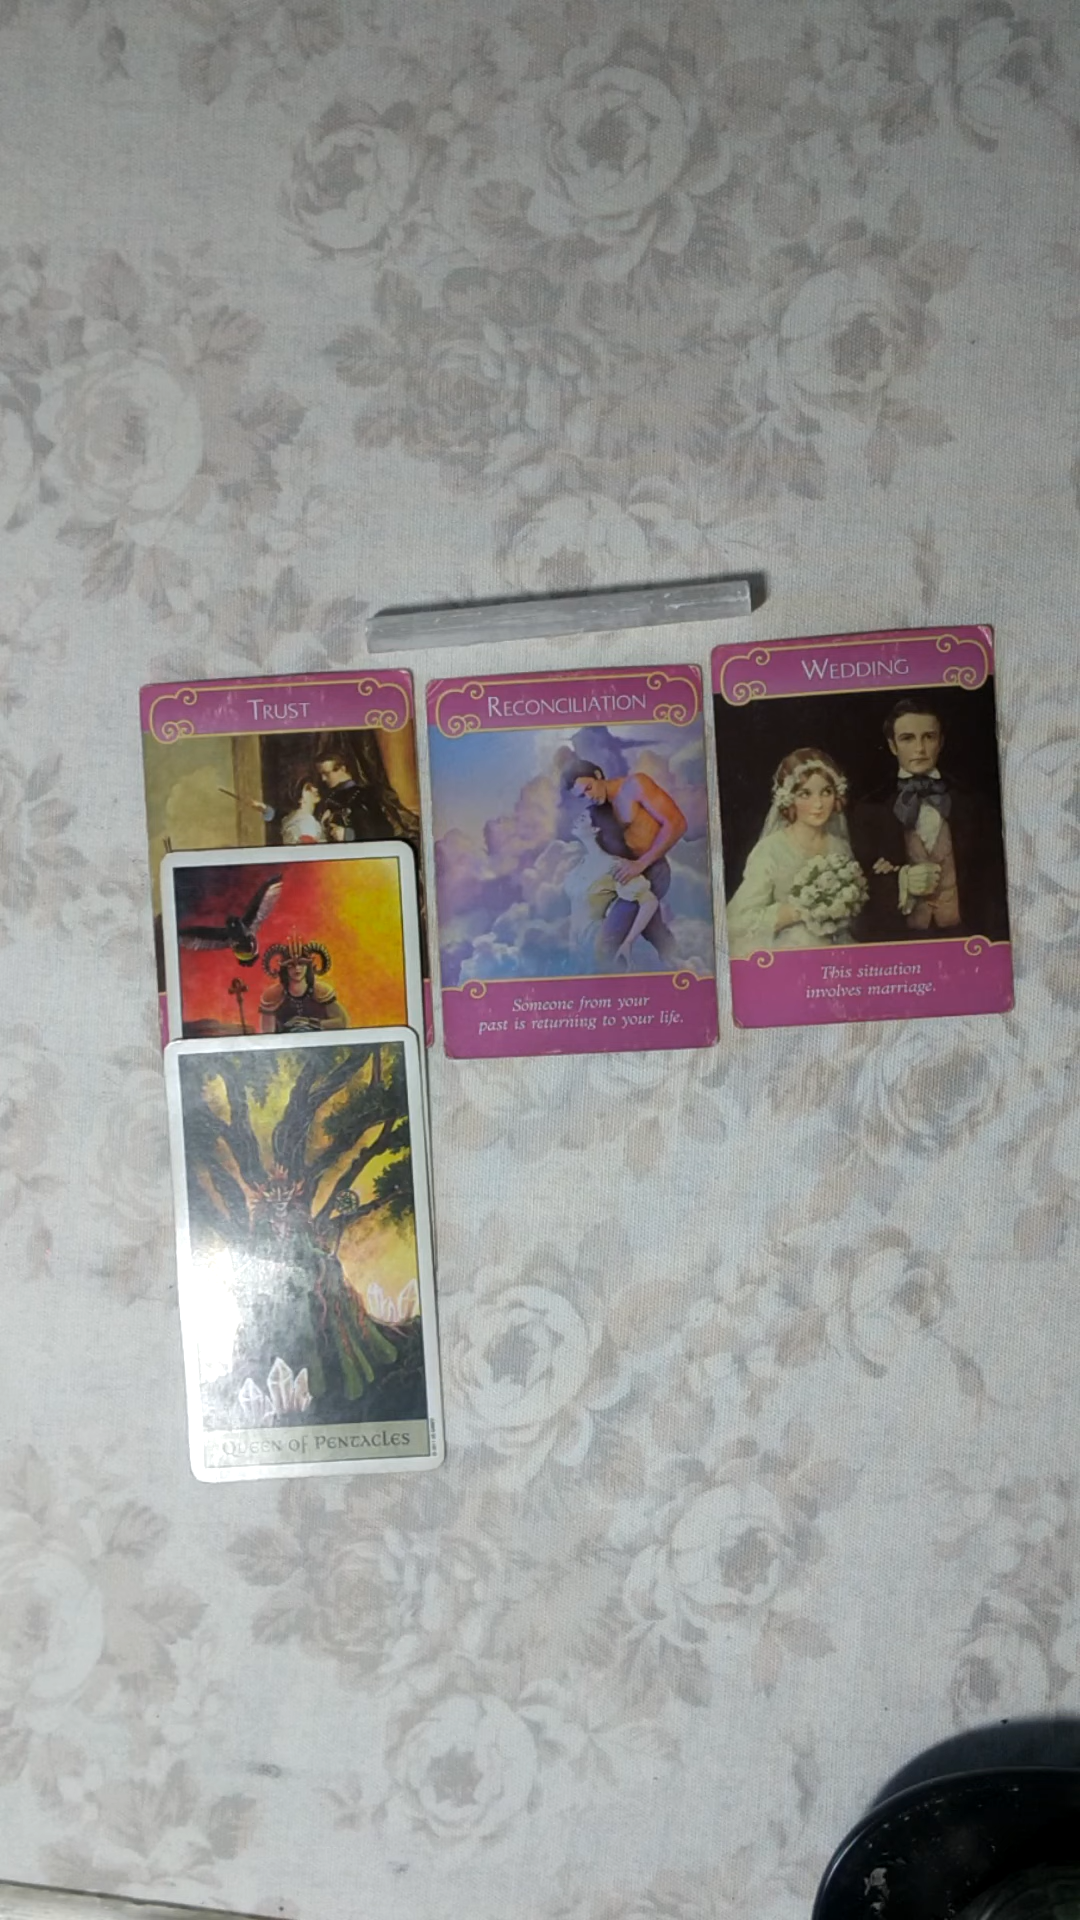 TRUST
RECONCILIATION
Someone from your
past is returning to your life.
WEDDING
This situation
involves marriage.
QUEEN OF PENTACLES